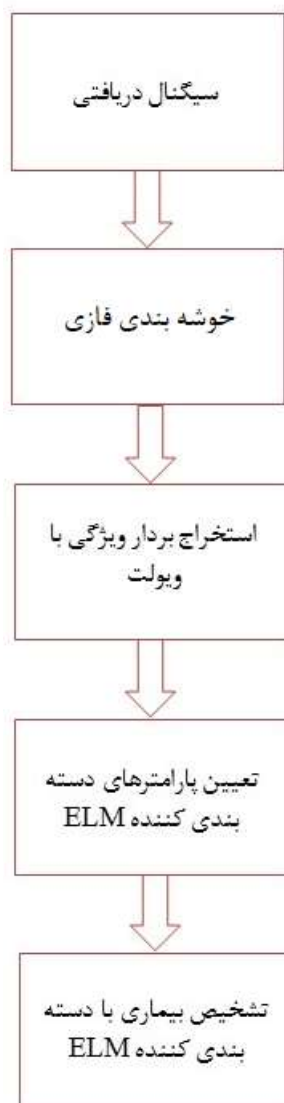 سیگنال دریافتی
خوشه بندی فازی
استخراج بردار ویژگی با
ویولت
تعیین پارامترهای دسته
بندی کننده ELM
تشخیص بیماری با دسته
بندی کننده ELM